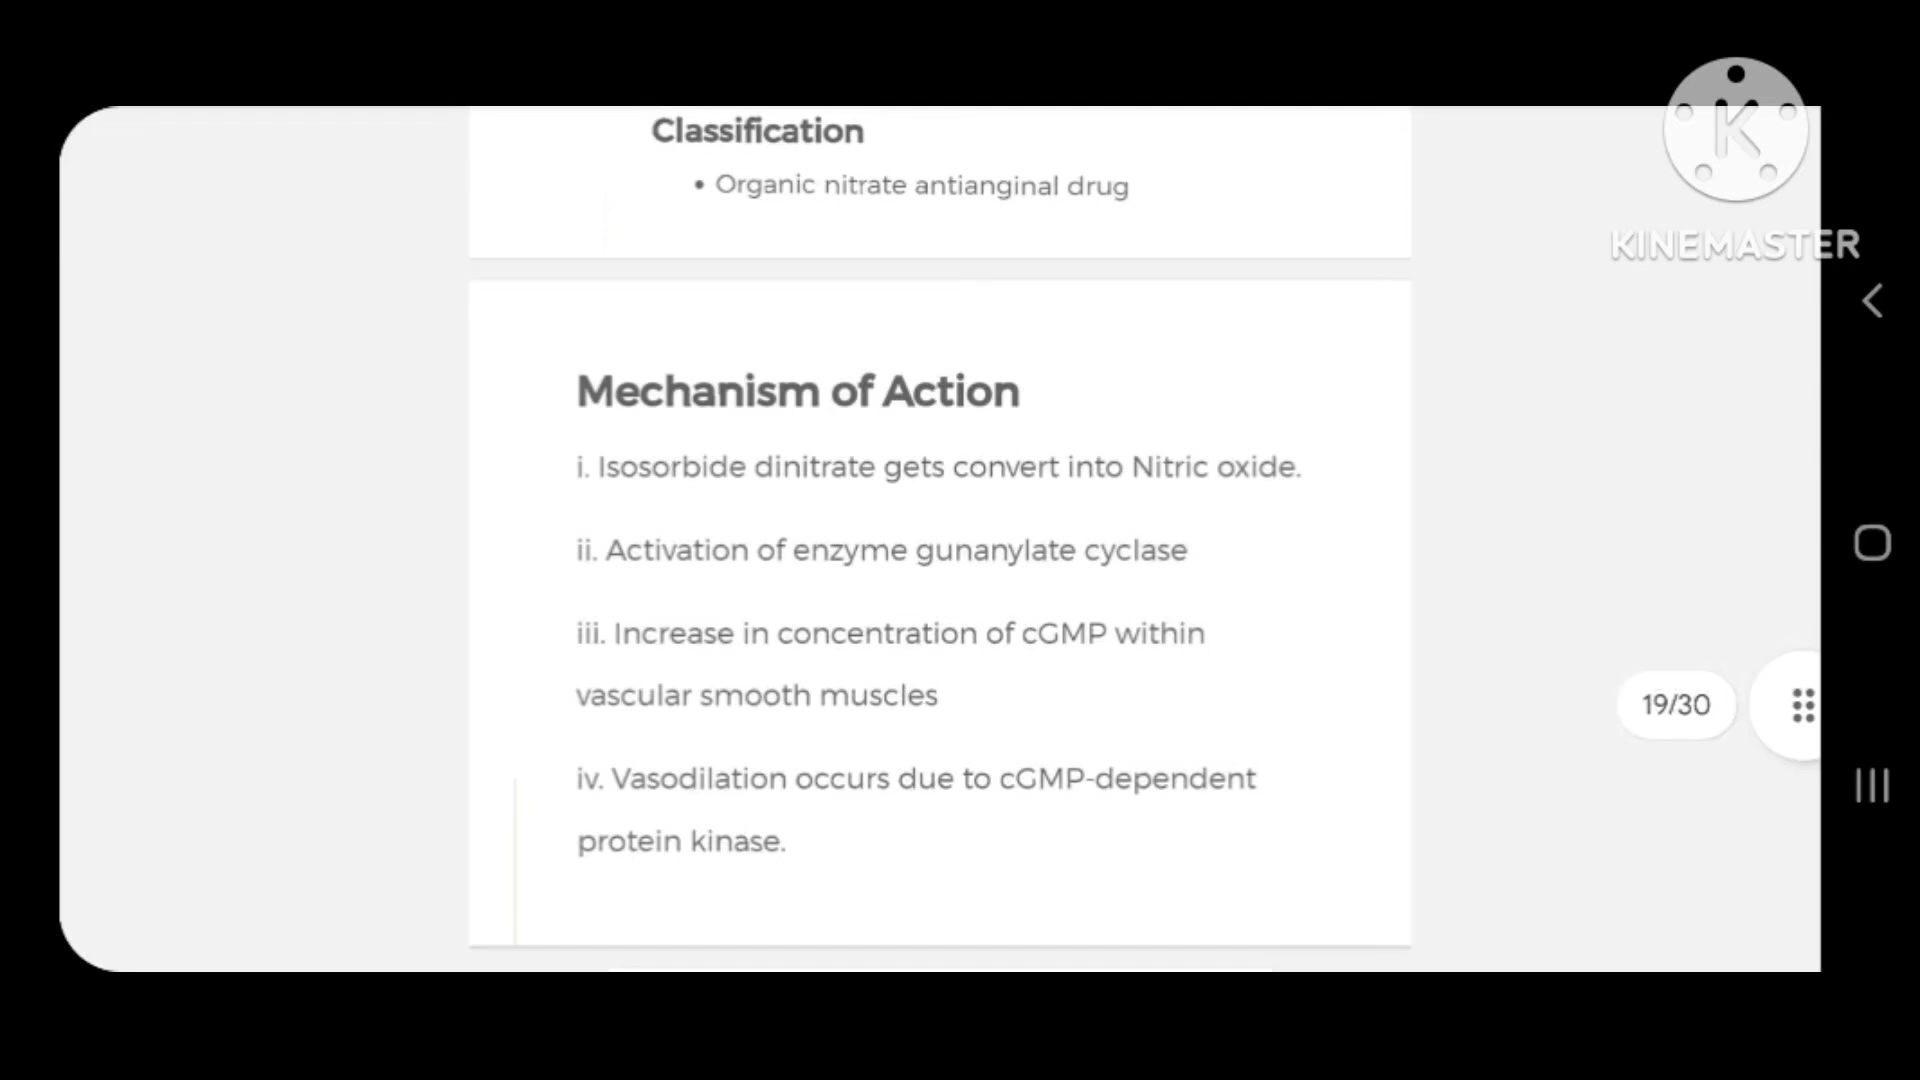 Classification
• Organic nitrate antianginal drug
K
KINEMASTER
Mechanism of Action
i. Isosorbide dinitrate gets convert into Nitric oxide.
ii. Activation of enzyme gunanylate cyclase
iii. Increase in concentration of cGMP within
vascular smooth muscles
19/30
iv. Vasodilation occurs due to cGMP-dependent
protein kinase.